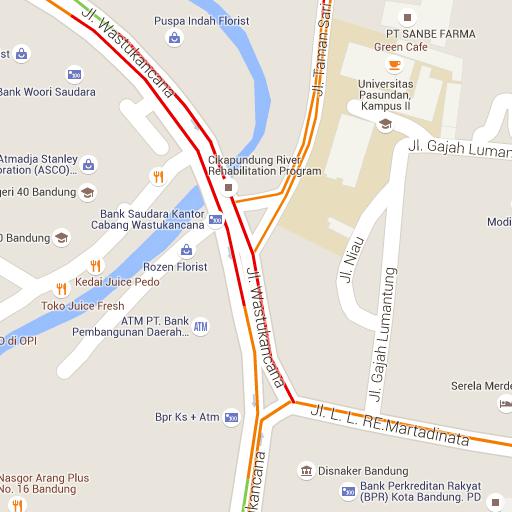 Jl. Wastukancana
Puspa Indah Florist
Jl. Taman Sari
PT SANBE FARMA
Green Cafe
Bank Woori Saudara
Universitas
Pasundan,
Kampus II
Jl. Gajah Lumantung
Atmadja Stanley
oration (ASCO)...
Cikapundung River
Rehabilitation Program
geri 40 Bandung
Bank Saudara Kantor
Cabang Wastukancana
0 Bandung
Rozen Florist
Jl. Niau
Modi
Kedai Juice Pedo
Toko Juice Fresh
Jl. Wastukancana
Jl. Gajah Lumantung
ATM PT. Bank
Pembangunan Daerah...
ATM
O di OPI
Serela Merde
Bpr Ks + Atm
Jl. L. L. RE.Martadinata
ukancana
Disnaker Bandung
Nasgor Arang Plus
No. 16 Bandung
Bank Perkreditan Rakyat
(BPR) Kota Bandung. PD